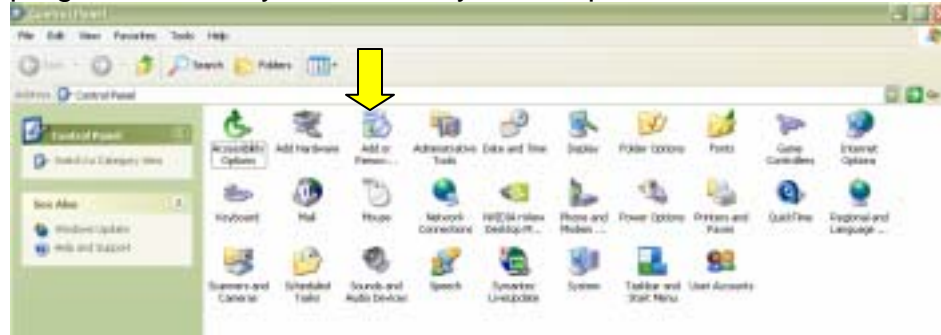 Control Panel
File Edit View Favorites Tools Help
Search Folders
Address Control Panel Go
Control Panel
Switch to Category View
See Also
Windows Update
Help and Support
Accessibility Options
Add Hardware
Add or Remov...
Administrative Tools
Date and Time
Display
Folder Options
Fonts
Game Controllers
Internet Options
Keyboard
Mail
Mouse
Network Connections
NVIDIA nView Desktop M...
Phone and Modem ...
Power Options
Printers and Faxes
QuickTime
Regional and Language ...
Scanners and Cameras
Scheduled Tasks
Sounds and Audio Devices
Speech
Symantec LiveUpdate
System
Taskbar and Start Menu
User Accounts